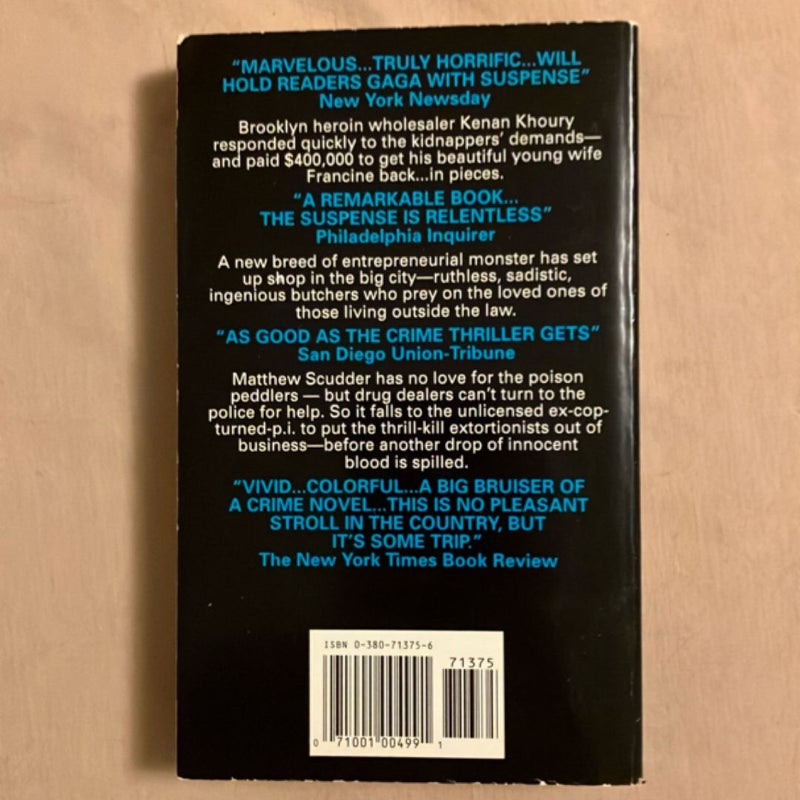 “MARVELOUS...TRULY HORRIFIC...WILL
HOLD READERS GAGA WITH SUSPENSE”
New York Newsday
Brooklyn heroin wholesaler Kenan Khoury
responded quickly to the kidnappers’ demands—
and paid $400,000 to get his beautiful young wife
Francine back...in pieces.
“A REMARKABLE BOOK...
THE SUSPENSE IS RELENTLESS”
Philadelphia Inquirer
A new breed of entrepreneurial monster has set
up shop in the big city—ruthless, sadistic,
ingenious butchers who prey on the loved ones of
those living outside the law.
“AS GOOD AS THE CRIME THRILLER GETS”
San Diego Union-Tribune
Matthew Scudder has no love for the poison
peddlers — but drug dealers can’t turn to the
police for help. So it falls to the unlicensed ex-cop-
turned-p.i. to put the thrill-kill extortionists out of
business—before another drop of innocent
blood is spilled.
“VIVID...COLORFUL...A BIG BRUISER OF
A CRIME NOVEL...THIS IS NO PLEASANT
STROLL IN THE COUNTRY, BUT
IT’S SOME TRIP.”
The New York Times Book Review
ISBN 0-380-71375-6
71375
0 71001 00499 1